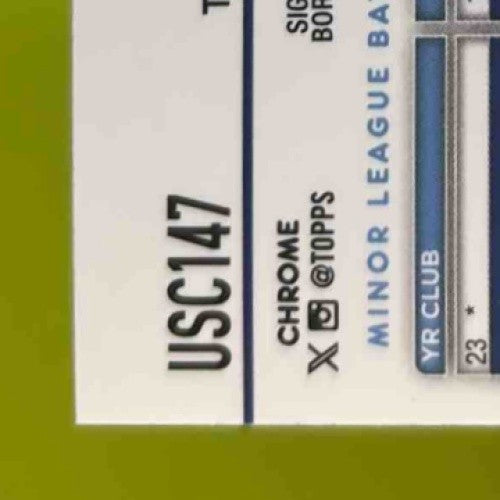 USC147
T
CHROME
SIG
@TOPPS
BOR
MINOR LEAGUE BA
YR CLUB
23 *